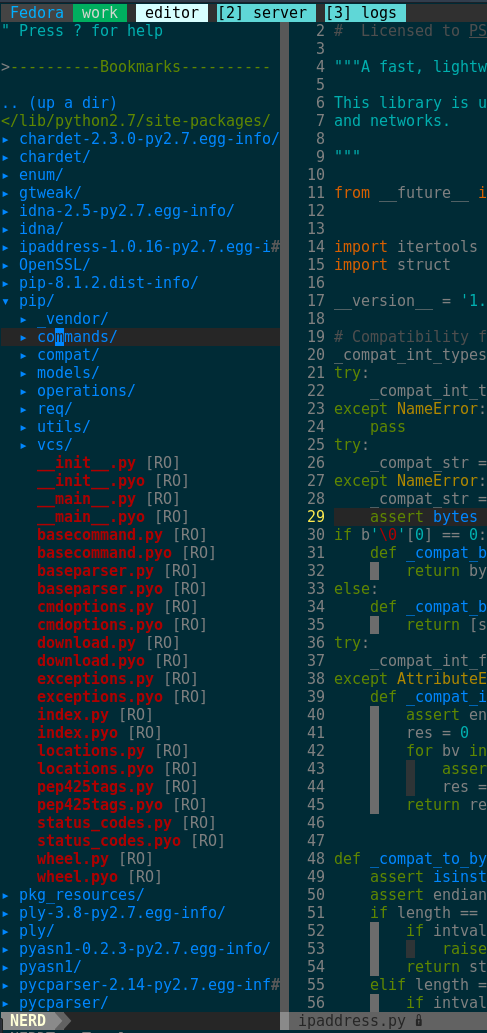 Fedora work editor [2] server [3] logs
" Press ? for help
>----------Bookmarks----------
.. (up a dir)
</lib/python2.7/site-packages/
▸ chardet-2.3.0-py2.7.egg-info/
▸ chardet/
▸ enum/
▸ gtweak/
▸ idna-2.5-py2.7.egg-info/
▸ idna/
▸ ipaddress-1.0.16-py2.7.egg-i#
▸ OpenSSL/
▸ pip-8.1.2.dist-info/
▾ pip/
▸ _vendor/
▸ commands/
▸ compat/
▸ models/
▸ operations/
▸ req/
▸ utils/
▸ vcs/
__init__.py [RO]
__init__.pyo [RO]
__main__.py [RO]
__main__.pyo [RO]
basecommand.py [RO]
basecommand.pyo [RO]
baseparser.py [RO]
baseparser.pyo [RO]
cmdoptions.py [RO]
cmdoptions.pyo [RO]
download.py [RO]
download.pyo [RO]
exceptions.py [RO]
exceptions.pyo [RO]
index.py [RO]
index.pyo [RO]
locations.py [RO]
locations.pyo [RO]
pep425tags.py [RO]
pep425tags.pyo [RO]
status_codes.py [RO]
status_codes.pyo [RO]
wheel.py [RO]
wheel.pyo [RO]
▸ pkg_resources/
▸ ply-3.8-py2.7.egg-info/
▸ ply/
▸ pyasn1-0.2.3-py2.7.egg-info/
▸ pyasn1/
▸ pycparser-2.14-py2.7.egg-inf#
▸ pycparser/
NERD
2 # Licensed to PS
3
4 """A fast, lightw
5
6 This library is u
7 and networks.
8
9 """
10
11 from __future__ i
12
13
14 import itertools
15 import struct
16
17 __version__ = '1.
18
19 # Compatibility f
20 _compat_int_types
21 try:
22 _compat_int_t
23 except NameError:
24 pass
25 try:
26 _compat_str =
27 except NameError:
28 _compat_str =
29 assert bytes
30 if b'\0'[0] == 0:
31 def _compat_b
32 return by
33 else:
34 def _compat_b
35 return [s
36 try:
37 _compat_int_f
38 except AttributeE
39 def _compat_i
40 assert en
41 res = 0
42 for bv in
43 asser
44 res =
45 return re
46
47
48 def _compat_to_by
49 assert isinst
50 assert endian
51 if length ==
52 if intval
53 raise
54 return st
55 elif length =
56 if intval
ipaddress.py